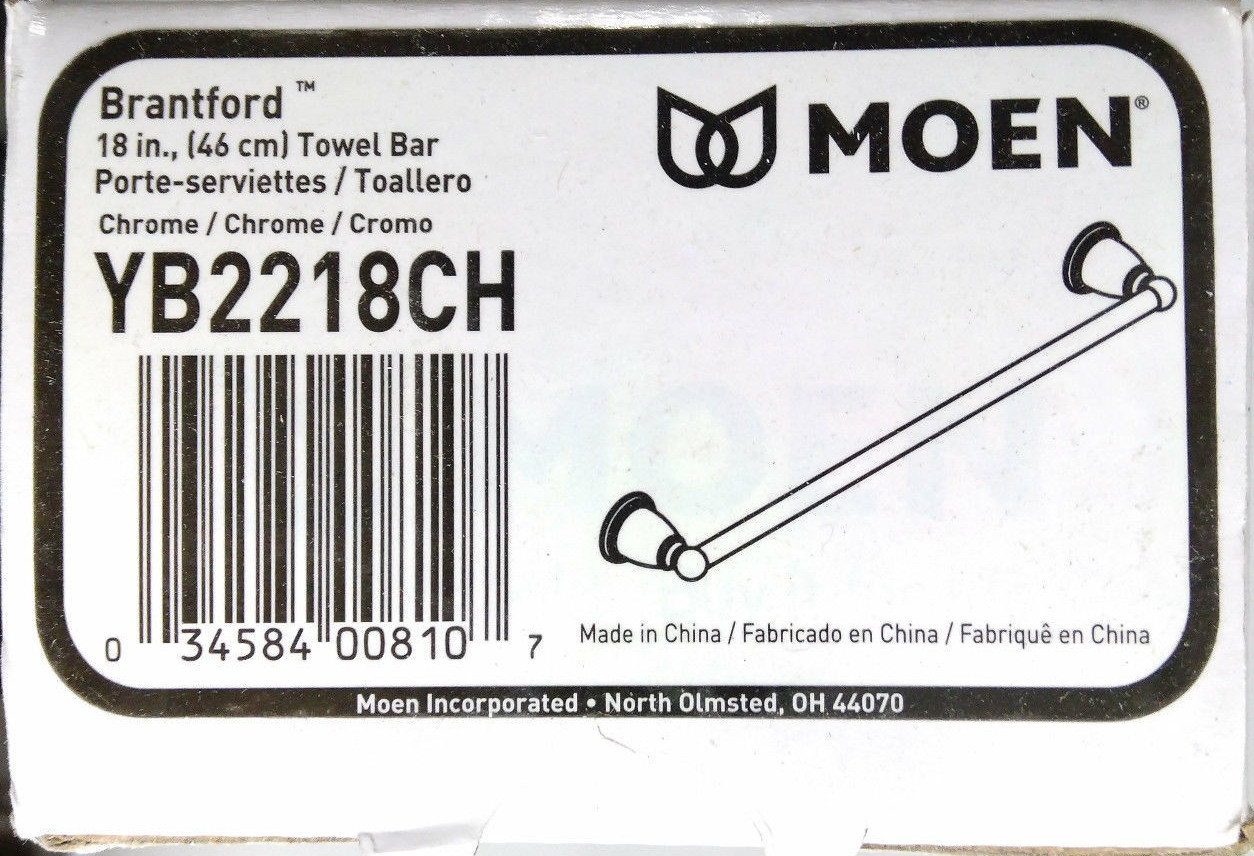 Brantford ™
18 in., (46 cm) Towel Bar
Porte-serviettes / Toallero
Chrome / Chrome / Cromo
YB2218CH
MOEN®
0 34584 00810 7
Made in China / Fabricado en China / Fabriquê en China
Moen Incorporated • North Olmsted, OH 44070